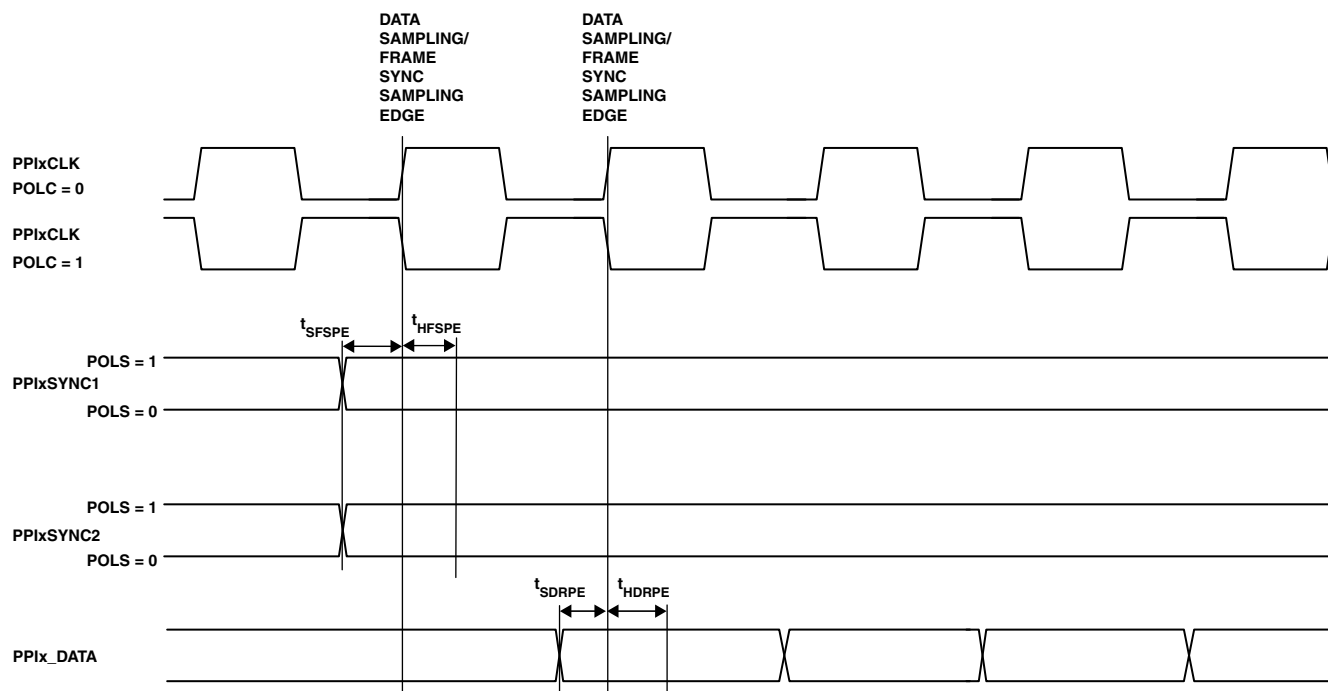 DATA
SAMPLING/
FRAME
SYNC
SAMPLING
EDGE
DATA
SAMPLING/
FRAME
SYNC
SAMPLING
EDGE
PPIxCLK
POLC = 0
PPIxCLK
POLC = 1
tSFSPE
tHFSPE
POLS = 1
PPIxSYNC1
POLS = 0
POLS = 1
PPIxSYNC2
POLS = 0
tSDRPE
tHDRPE
PPIx_DATA